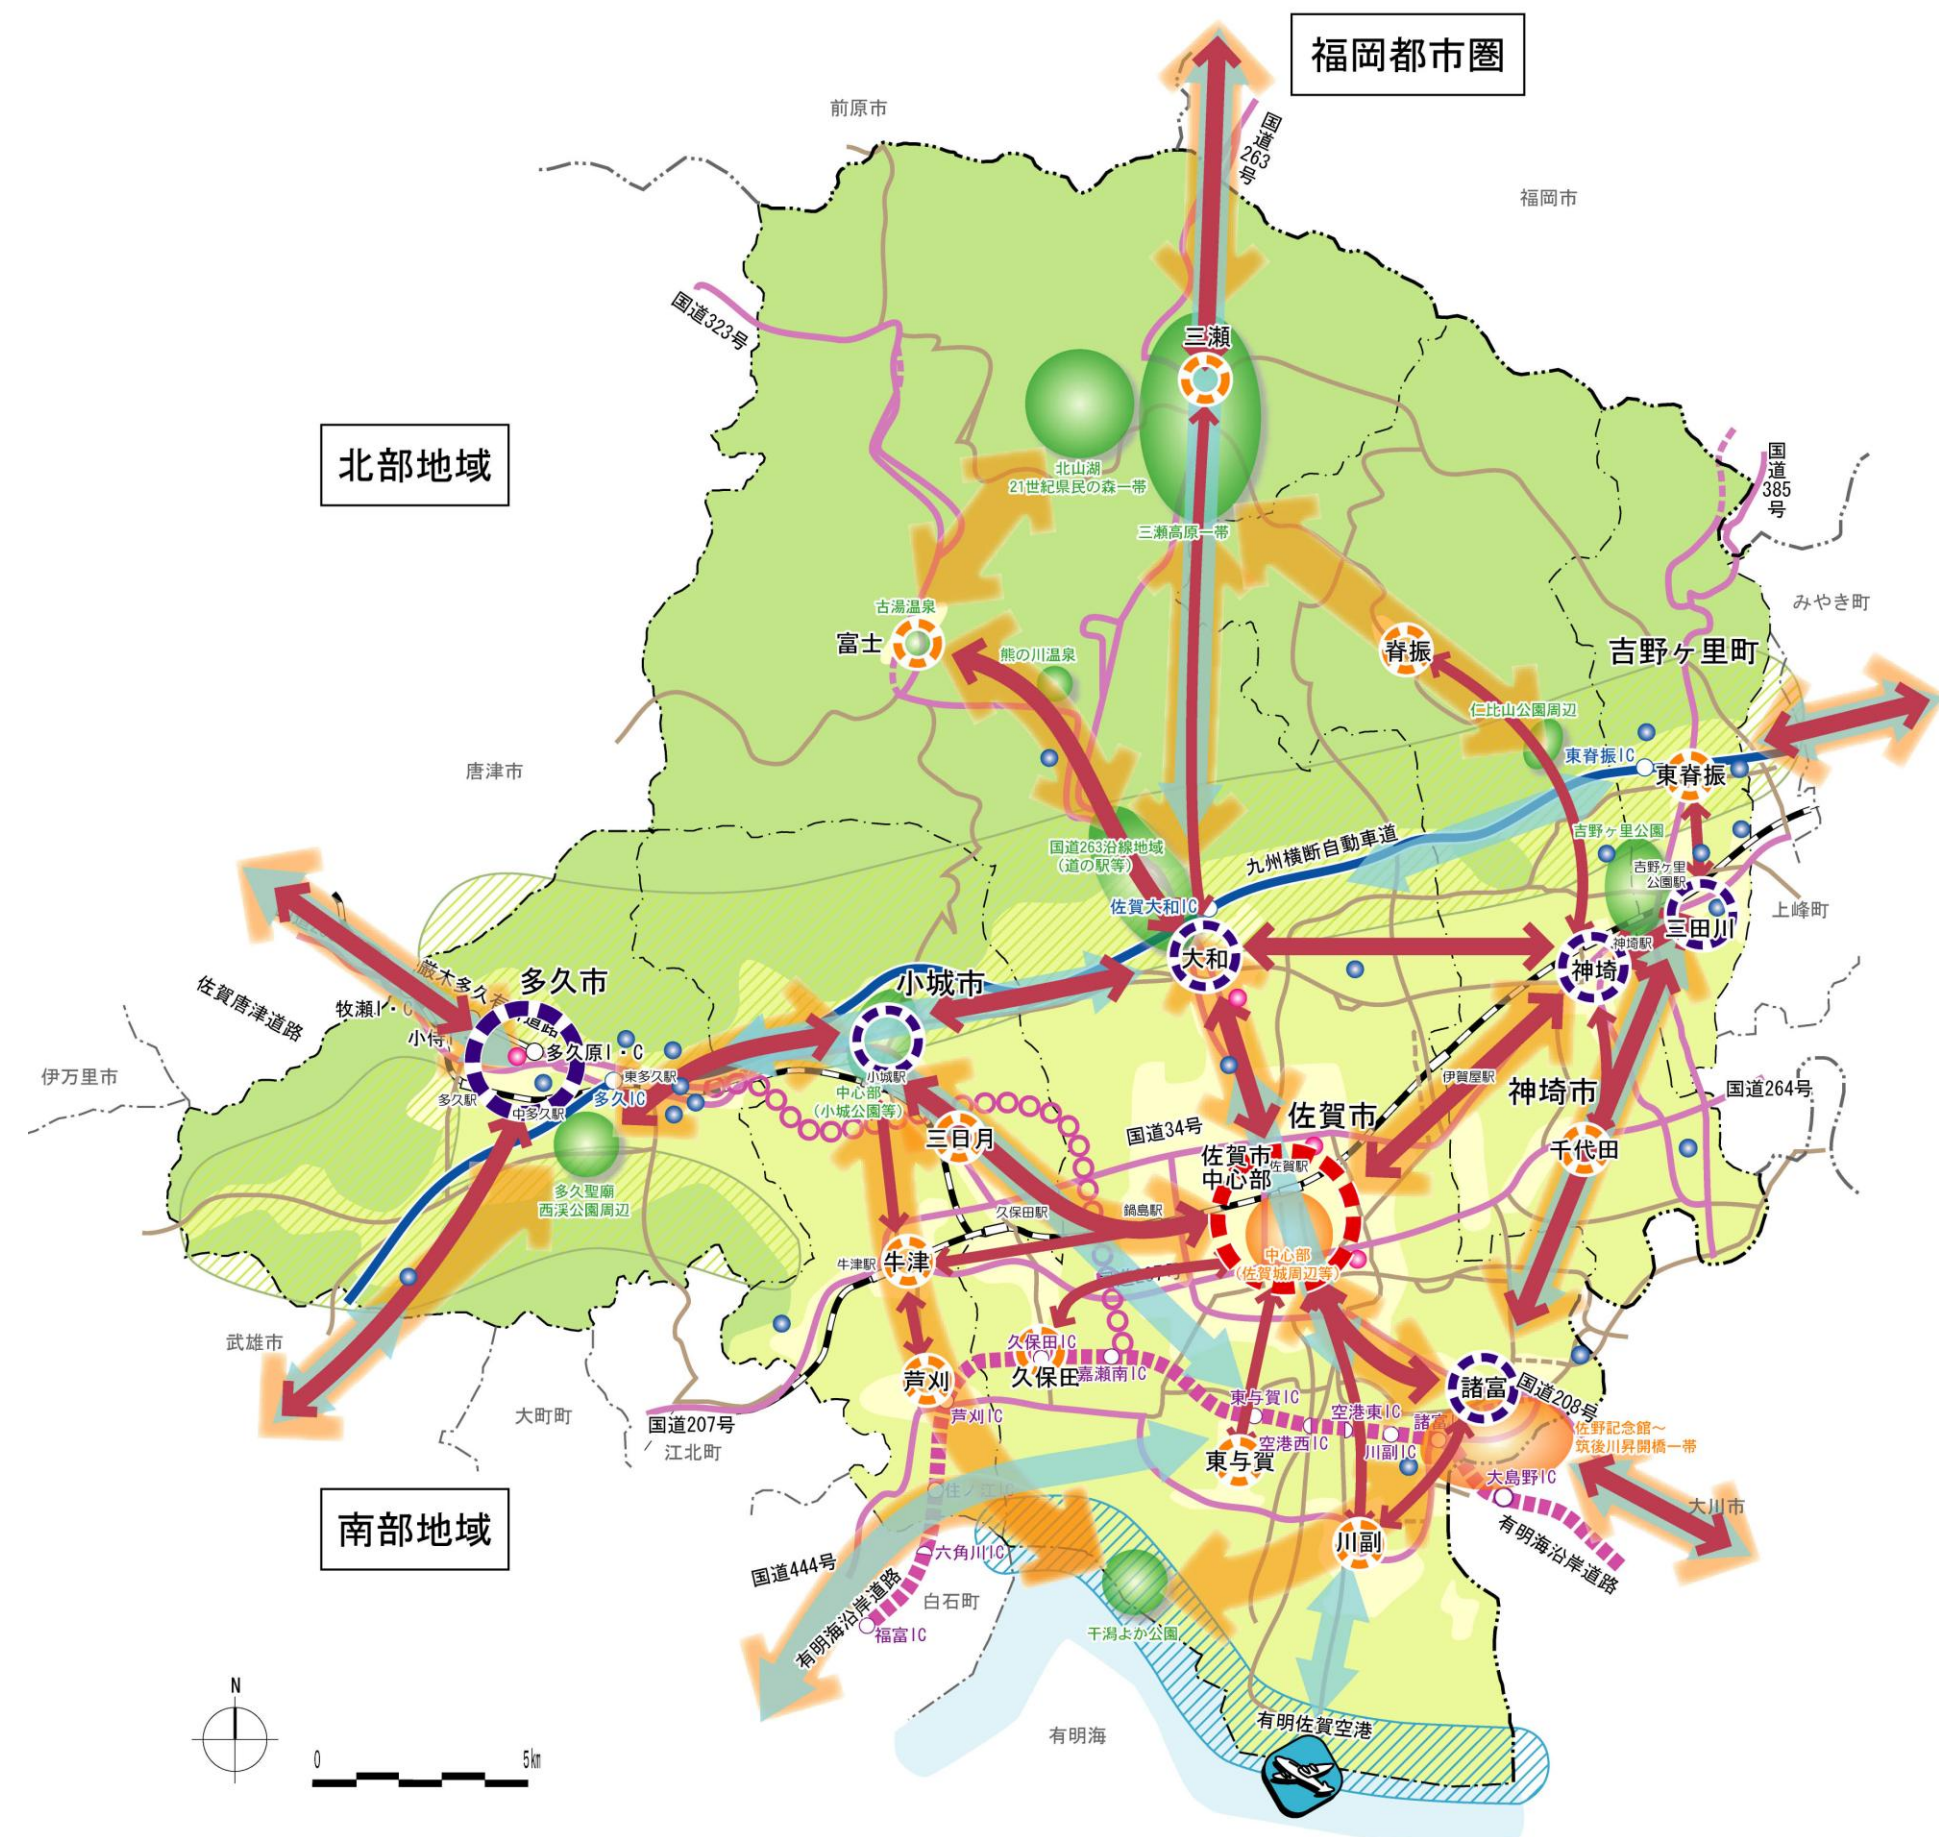 福岡都市圏
前原市
国道263号
福岡市
国道323号
三瀬
北部地域
北山湖
21世紀県民の森一帯
国道385号
三瀬高原一帯
みやき町
古湯温泉
富士
熊の川温泉
脊振
吉野ヶ里町
仁比山公園周辺
唐津市
東脊振IC
東脊振
国道263沿線地域
(道の駅等)
九州横断自動車道
吉野ヶ里公園
吉野ヶ里
公園駅
佐賀大和IC
上峰町
三田川
神埼駅
大和
神埼
多久市
小城市
佐賀唐津道路
牧瀬I・C
小侍
多久原I・C
伊万里市
東多久駅
多久駅
中多久駅
多久IC
小城駅
中心部
(小城公園等)
伊賀屋駅
神埼市
国道264号
三日月
国道34号
佐賀市
佐賀市
中心部
佐賀駅
千代田
多久聖廟
西渓公園周辺
久保田駅
鍋島駅
牛津駅
牛津
中心部
(佐賀城周辺等)
武雄市
久保田IC
久保田
嘉瀬南IC
芦刈
諸富
国道208号
大町町
国道207号
江北町
芦刈IC
東与賀IC
空港西IC
空港東IC
川副IC
諸富
佐野記念館～
筑後川昇開橋一帯
東与賀
大島野IC
大川市
住ノ江IC
南部地域
川副
有明海沿岸道路
国道444号
六角川IC
有明海沿岸道路
白石町
福富IC
干潟よか公園
有明佐賀空港
有明海
N
0
5km